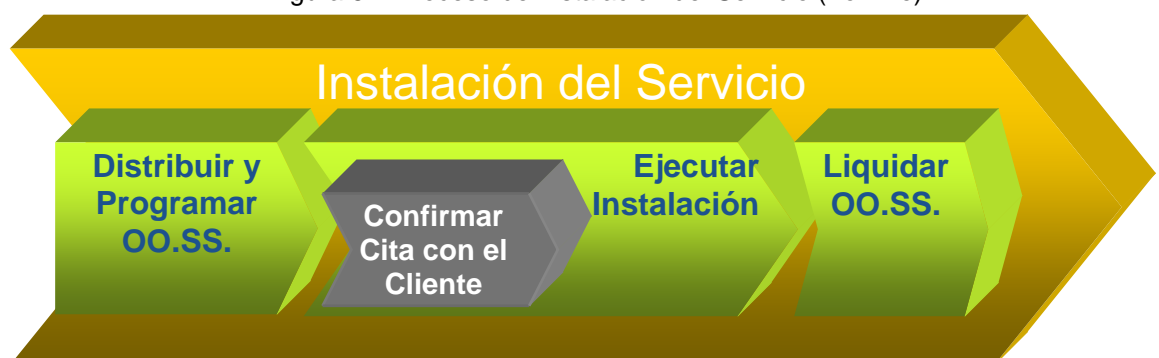 Instalación del Servicio
Distribuir y
Programar
OO.SS.
Confirmar
Cita con el
Cliente
Ejecutar
Instalación
Liquidar
OO.SS.